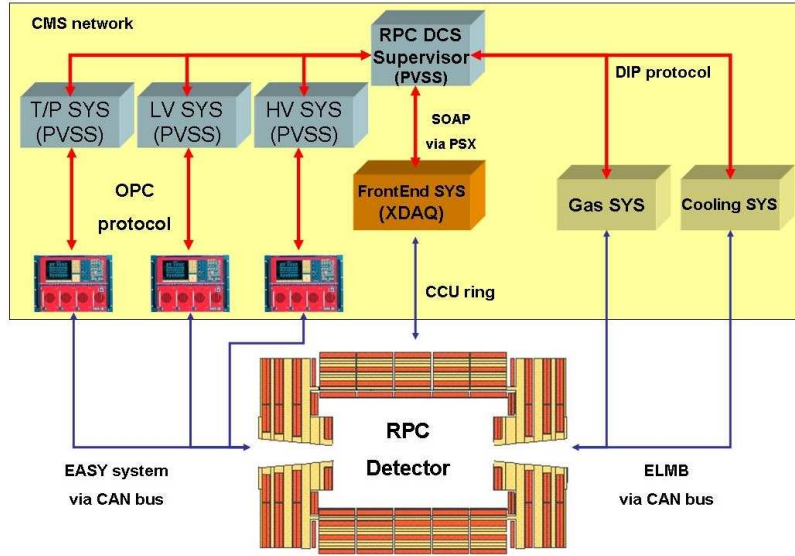 CMS network
RPC DCS
Supervisor
(PVSS)
DIP protocol
T/P SYS
(PVSS)
LV SYS
(PVSS)
HV SYS
(PVSS)
SOAP
via PSX
OPC
protocol
FrontEnd SYS
(XDAQ)
Gas SYS
Cooling SYS
CCU ring
RPC
Detector
EASY system
via CAN bus
ELMB
via CAN bus